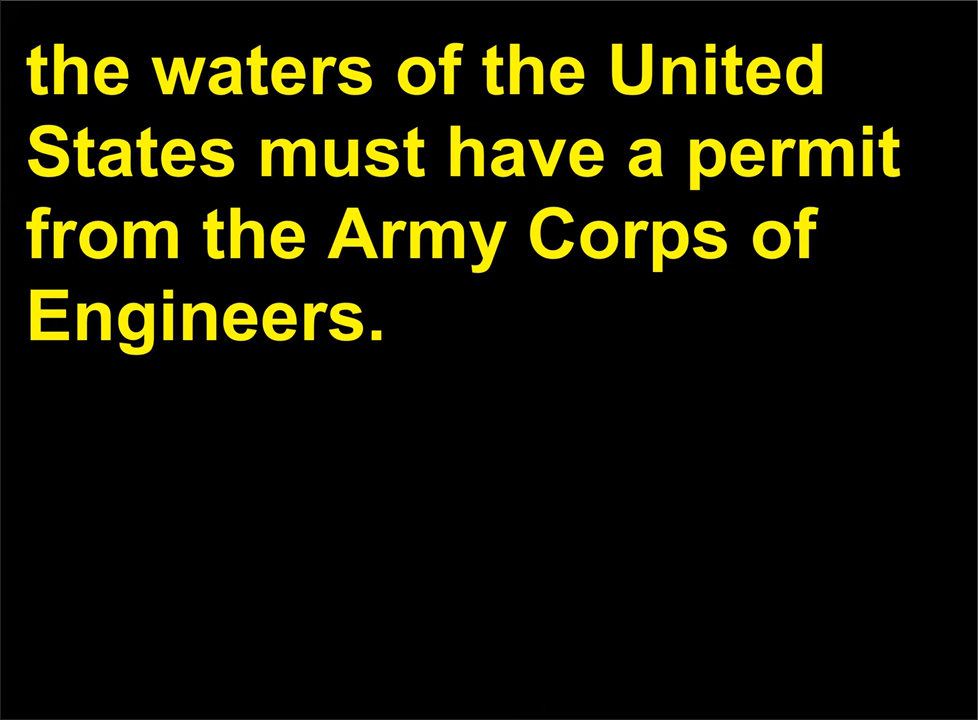 the waters of the United
States must have a permit
from the Army Corps of
Engineers.